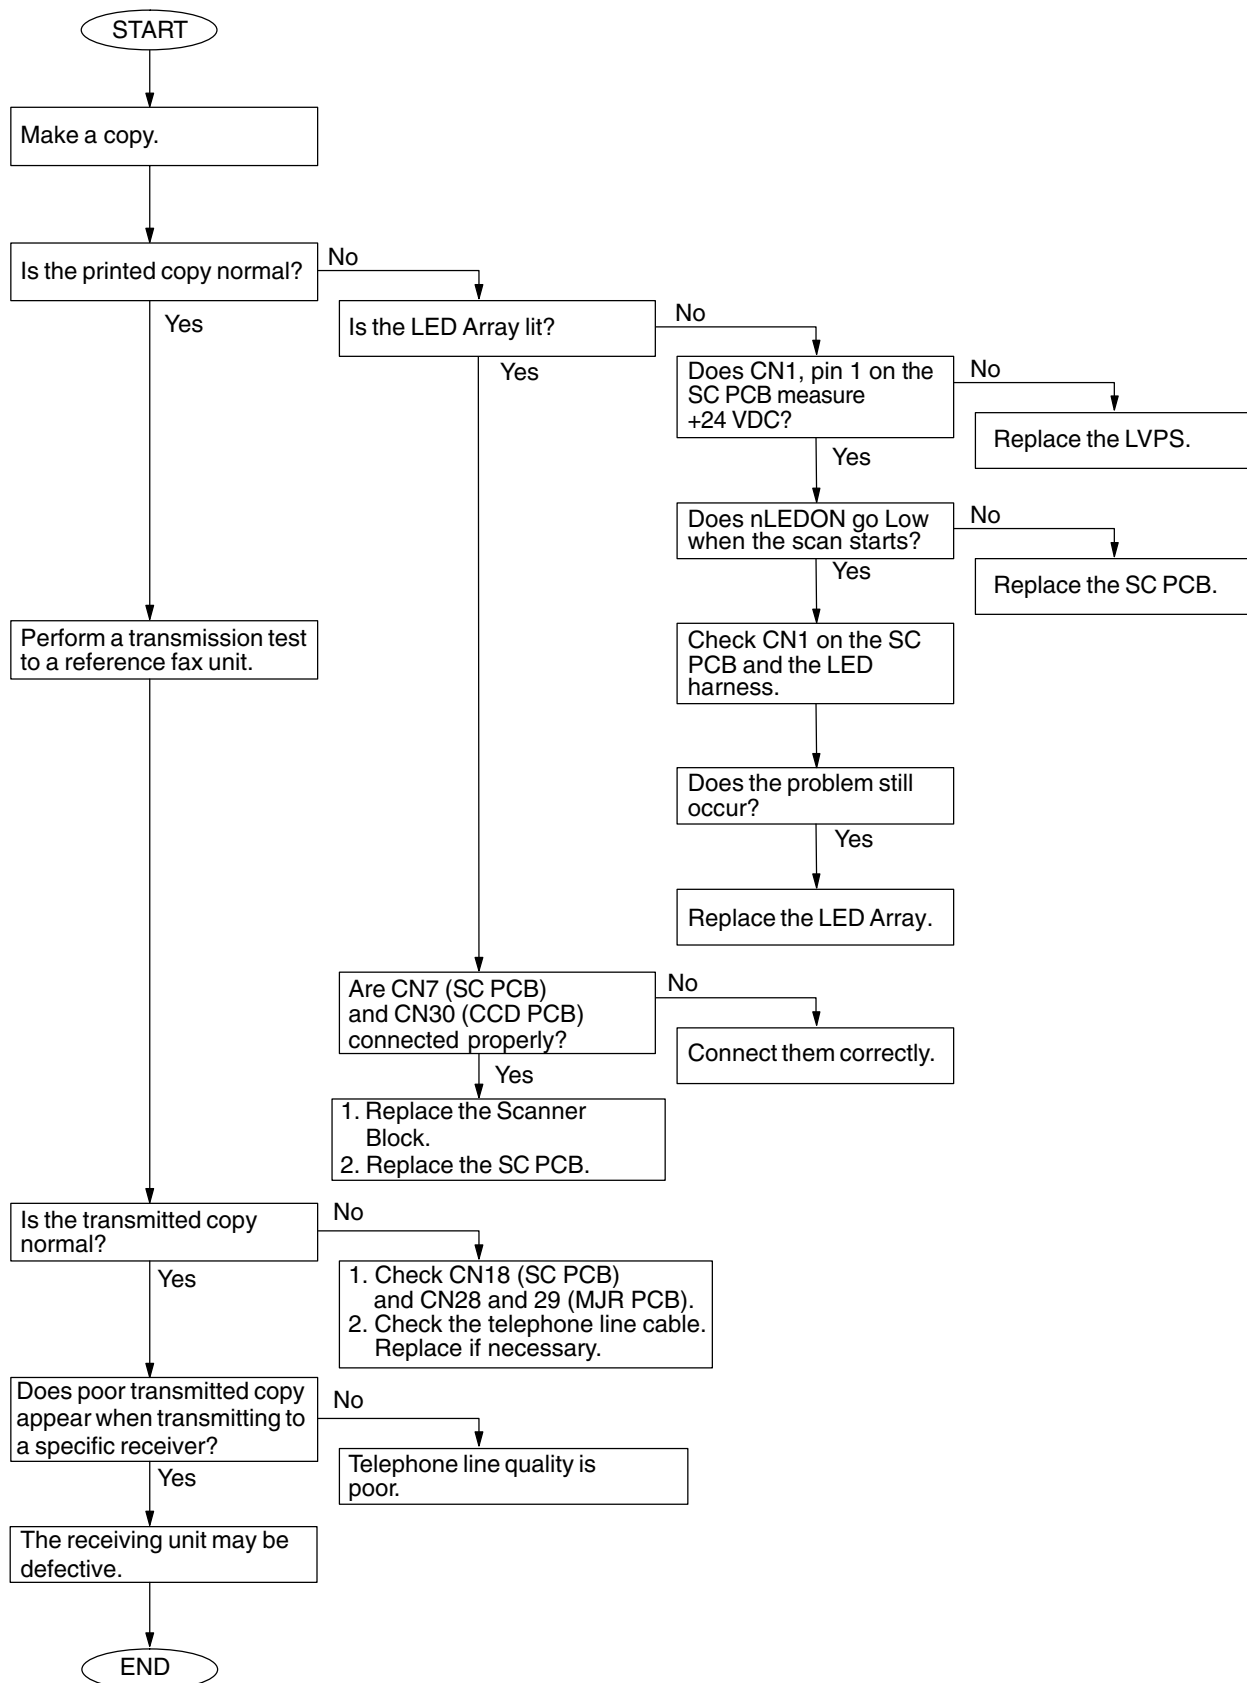 START
Make a copy.
Is the printed copy normal?
No
Yes
Is the LED Array lit?
No
Yes
Does CN1, pin 1 on the
SC PCB measure
+24 VDC?
No
Yes
Replace the LVPS.
Does nLEDON go Low
when the scan starts?
No
Yes
Replace the SC PCB.
Perform a transmission test
to a reference fax unit.
Check CN1 on the SC
PCB and the LED
harness.
Does the problem still
occur?
Yes
Replace the LED Array.
Are CN7 (SC PCB)
and CN30 (CCD PCB)
connected properly?
No
Yes
Connect them correctly.
1. Replace the Scanner
Block.
2. Replace the SC PCB.
Is the transmitted copy
normal?
No
Yes
1. Check CN18 (SC PCB)
and CN28 and 29 (MJR PCB).
2. Check the telephone line cable.
Replace if necessary.
Does poor transmitted copy
appear when transmitting to
a specific receiver?
No
Yes
Telephone line quality is
poor.
The receiving unit may be
defective.
END